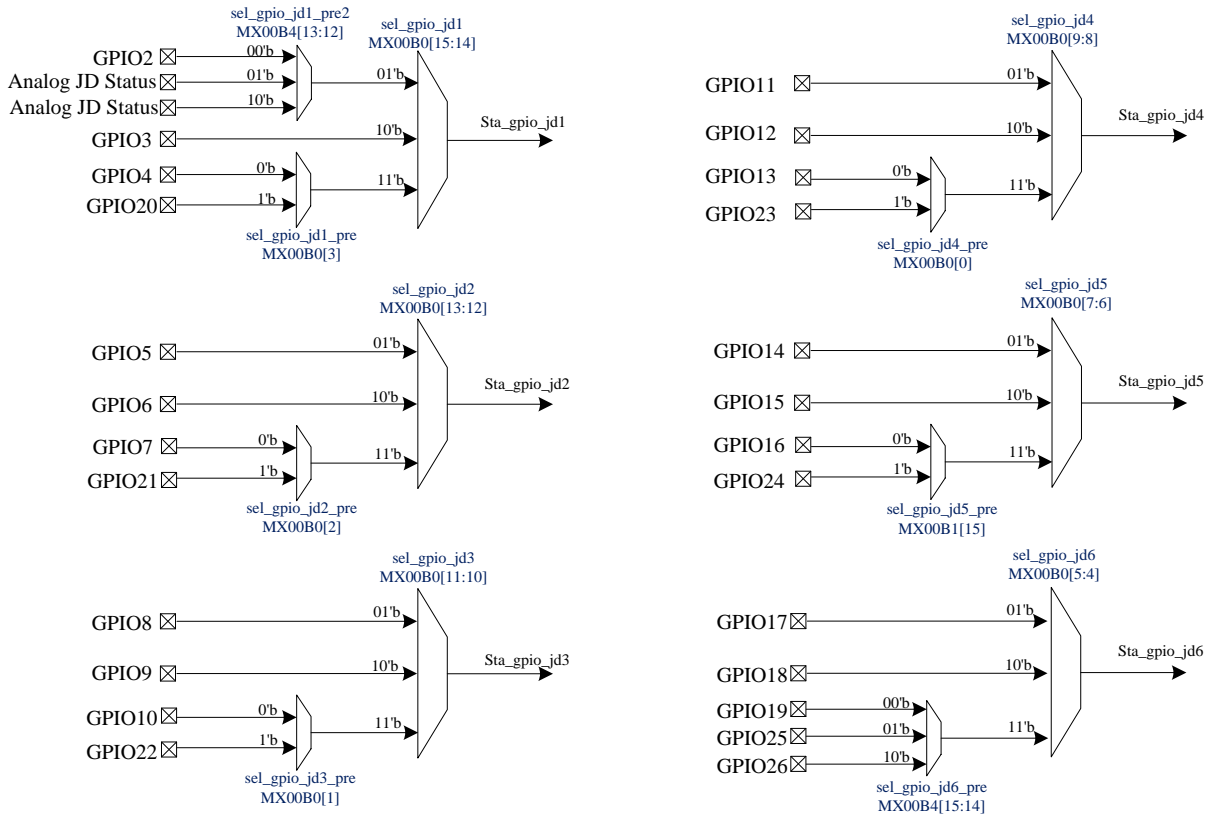 sel_gpio_jd1_pre2
MX00B4[13:12]
sel_gpio_jd1
MX00B0[15:14]
GPIO2
00'b
Analog JD Status
01'b
01'b
Analog JD Status
10'b
GPIO3
10'b
Sta_gpio_jd1
GPIO4
0'b
11'b
GPIO20
1'b
sel_gpio_jd1_pre
MX00B0[3]
sel_gpio_jd4
MX00B0[9:8]
GPIO11
01'b
GPIO12
10'b
Sta_gpio_jd4
GPIO13
0'b
11'b
GPIO23
1'b
sel_gpio_jd4_pre
MX00B0[0]
sel_gpio_jd2
MX00B0[13:12]
GPIO5
01'b
GPIO6
10'b
Sta_gpio_jd2
GPIO7
0'b
11'b
GPIO21
1'b
sel_gpio_jd2_pre
MX00B0[2]
sel_gpio_jd5
MX00B0[7:6]
GPIO14
01'b
GPIO15
10'b
Sta_gpio_jd5
GPIO16
0'b
11'b
GPIO24
1'b
sel_gpio_jd5_pre
MX00B1[15]
sel_gpio_jd3
MX00B0[11:10]
GPIO8
01'b
GPIO9
10'b
Sta_gpio_jd3
GPIO10
0'b
11'b
GPIO22
1'b
sel_gpio_jd3_pre
MX00B0[1]
sel_gpio_jd6
MX00B0[5:4]
GPIO17
01'b
GPIO18
10'b
Sta_gpio_jd6
GPIO19
00'b
GPIO25
01'b
11'b
GPIO26
10'b
sel_gpio_jd6_pre
MX00B4[15:14]